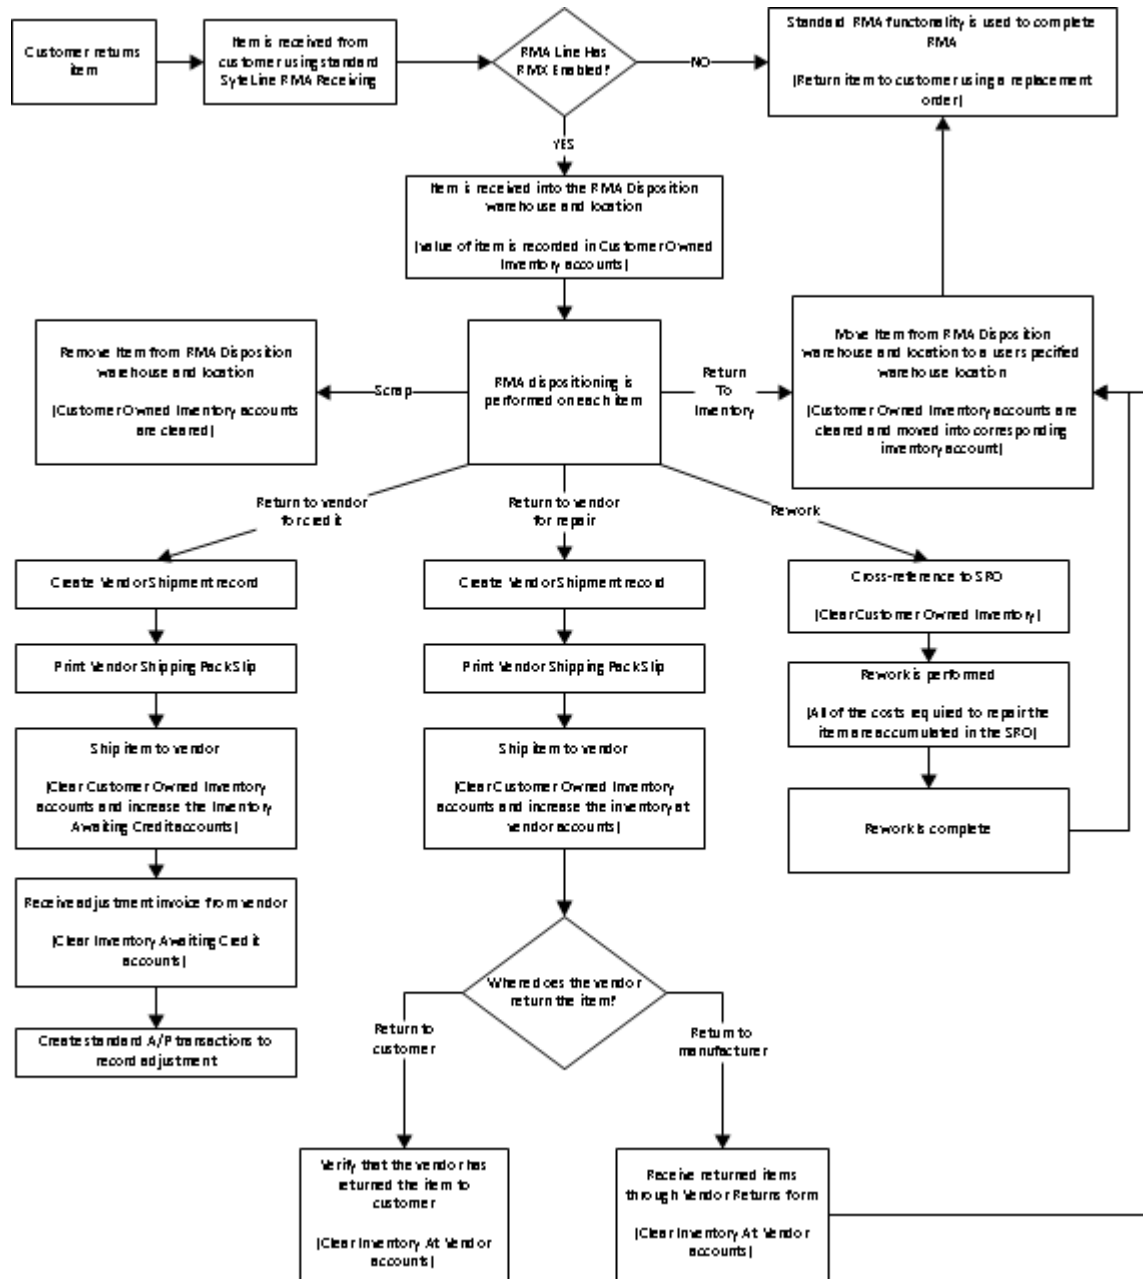 Customer returns
item
Item is received from
customer using standard
SyteLine RMA Receiving
RMA Line Has
RMX Enabled?
NO
Standard RMA functionality is used to complete
RMA
(Return item to customer using a replacement
order)
YES
Item is received into the RMA Disposition
warehouse and location
(value of item is recorded in Customer Owned
Inventory accounts)
Remove Item from RMA Disposition
warehouse and location
(Customer Owned Inventory accounts
are cleared)
Scrap
RMA dispositioning is
performed on each item
Return
To
Inventory
Move Item from RMA Disposition
warehouse and location to a user specified
warehouse location
(Customer Owned Inventory accounts are
cleared and moved into corresponding
inventory account)
Return to vendor
for credit
Return to vendor
for repair
Rework
Create Vendor Shipment record
Create Vendor Shipment record
Cross-reference to SRO
(Clear Customer Owned Inventory)
Print Vendor Shipping Pack Slip
Print Vendor Shipping Pack Slip
Rework is performed
(All of the costs required to repair the
item are accumulated in the SRO)
Ship item to vendor
(Clear Customer Owned Inventory
accounts and increase the Inventory
Awaiting Credit accounts)
Ship item to vendor
(Clear Customer Owned Inventory
accounts and increase the inventory at
vendor accounts)
Rework is complete
Receive adjustment invoice from vendor
(Clear Inventory Awaiting Credit
accounts)
Where does the vendor
return the item?
Create standard A/P transactions to
record adjustment
Return to
customer
Return to
manufacturer
Verify that the vendor has
returned the item to
customer
(Clear Inventory At Vendor
accounts)
Receive returned items
through Vendor Returns form
(Clear Inventory At Vendor
accounts)